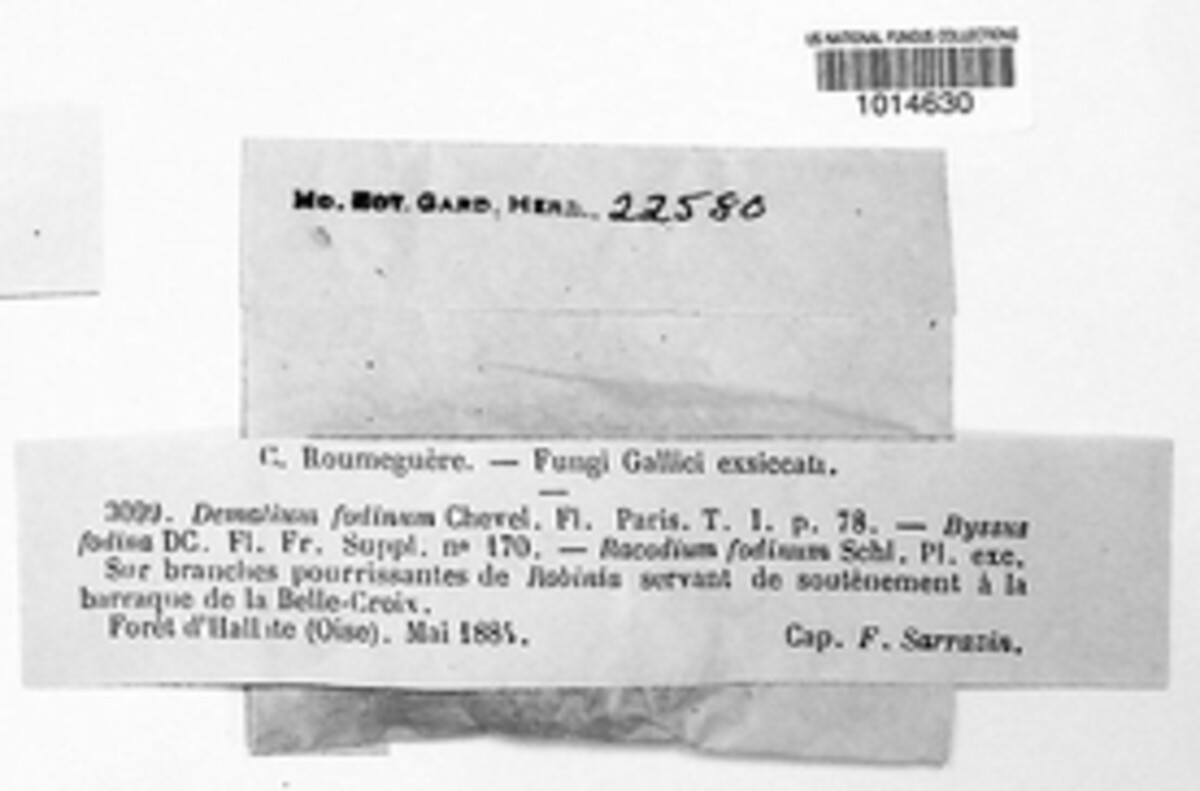 US NATIONAL FUNGUS COLLECTIONS
1014630
MO. BOT. GARD. HERB. 22580
C. Roumeguère. — Fungi Gallici exsiccati.
3099. Dematium fodinum Chevel. Fl. Paris. T. I. p. 78. — Byssus
fodina DC. Fl. Fr. Suppl. nº 170. — Racodium fodinum Schl. Pl. exc.
Sur branches pourrissantes de Robinia servant de soutènement à la
barraque de la Belle-Croix.
Forêt d'Hallate (Oise). Mai 1884. Cap. F. Sarrazin.